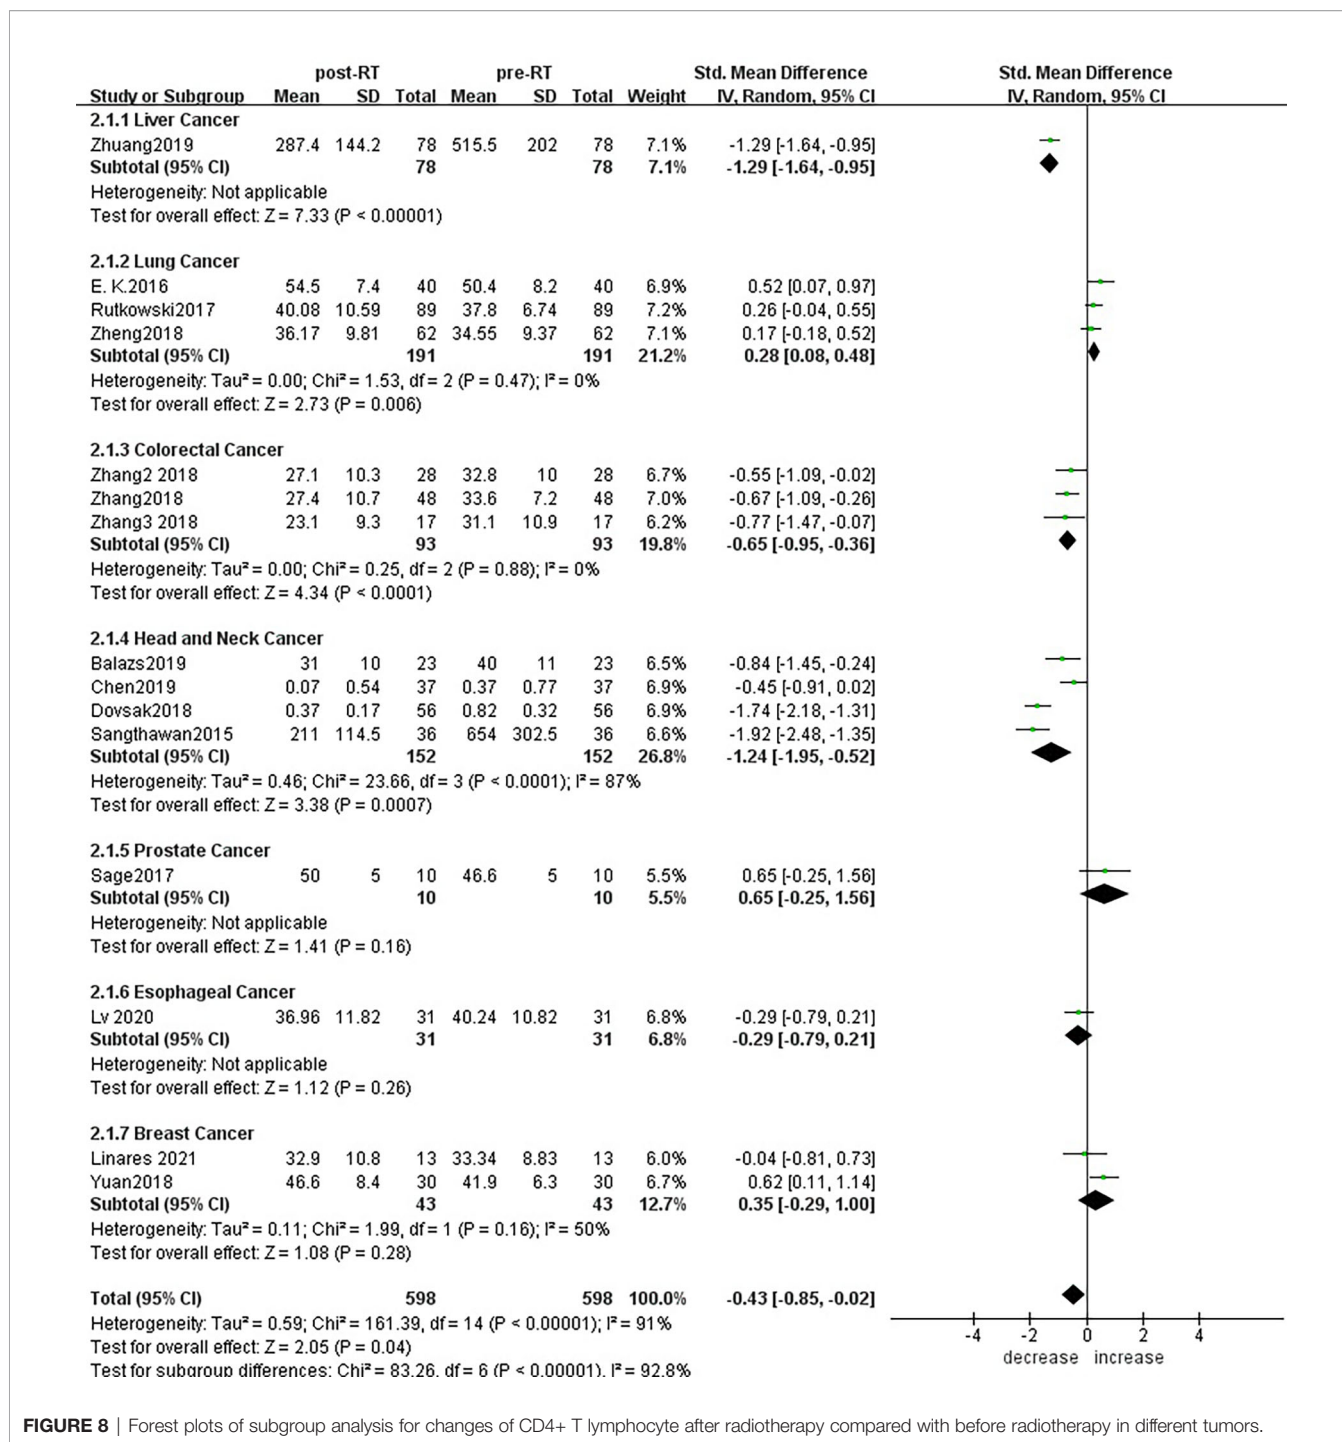 post-RT pre-RT Std. Mean Difference Std. Mean Difference
Study or Subgroup Mean SD Total Mean SD Total Weight IV, Random, 95% CI IV, Random, 95% CI
2.1.1 Liver Cancer
Zhuang2019 287.4 144.2 78 515.5 202 78 7.1% -1.29 [-1.64, -0.95]
Subtotal (95% CI) 78 78 7.1% -1.29 [-1.64, -0.95]
Heterogeneity: Not applicable
Test for overall effect: Z = 7.33 (P < 0.00001)
2.1.2 Lung Cancer
E. K.2016 54.5 7.4 40 50.4 8.2 40 6.9% 0.52 [0.07, 0.97]
Rutkowski2017 40.08 10.59 89 37.8 6.74 89 7.2% 0.26 [-0.04, 0.55]
Zheng2018 36.17 9.81 62 34.55 9.37 62 7.1% 0.17 [-0.18, 0.52]
Subtotal (95% CI) 191 191 21.2% 0.28 [0.08, 0.48]
Heterogeneity: Tau² = 0.00; Chi² = 1.53, df = 2 (P = 0.47); I² = 0%
Test for overall effect: Z = 2.73 (P = 0.006)
2.1.3 Colorectal Cancer
Zhang2 2018 27.1 10.3 28 32.8 10 28 6.7% -0.55 [-1.09, -0.02]
Zhang2018 27.4 10.7 48 33.6 7.2 48 7.0% -0.67 [-1.09, -0.26]
Zhang3 2018 23.1 9.3 17 31.1 10.9 17 6.2% -0.77 [-1.47, -0.07]
Subtotal (95% CI) 93 93 19.8% -0.65 [-0.95, -0.36]
Heterogeneity: Tau² = 0.00; Chi² = 0.25, df = 2 (P = 0.88); I² = 0%
Test for overall effect: Z = 4.34 (P < 0.0001)
2.1.4 Head and Neck Cancer
Balazs2019 31 10 23 40 11 23 6.5% -0.84 [-1.45, -0.24]
Chen2019 0.07 0.54 37 0.37 0.77 37 6.9% -0.45 [-0.91, 0.02]
Dovsak2018 0.37 0.17 56 0.82 0.32 56 6.9% -1.74 [-2.18, -1.31]
Sangthawan2015 211 114.5 36 654 302.5 36 6.6% -1.92 [-2.48, -1.35]
Subtotal (95% CI) 152 152 26.8% -1.24 [-1.95, -0.52]
Heterogeneity: Tau² = 0.46; Chi² = 23.66, df = 3 (P < 0.0001); I² = 87%
Test for overall effect: Z = 3.38 (P = 0.0007)
2.1.5 Prostate Cancer
Sage2017 50 5 10 46.6 5 10 5.5% 0.65 [-0.25, 1.56]
Subtotal (95% CI) 10 10 5.5% 0.65 [-0.25, 1.56]
Heterogeneity: Not applicable
Test for overall effect: Z = 1.41 (P = 0.16)
2.1.6 Esophageal Cancer
Lv 2020 36.96 11.82 31 40.24 10.82 31 6.8% -0.29 [-0.79, 0.21]
Subtotal (95% CI) 31 31 6.8% -0.29 [-0.79, 0.21]
Heterogeneity: Not applicable
Test for overall effect: Z = 1.12 (P = 0.26)
2.1.7 Breast Cancer
Linares 2021 32.9 10.8 13 33.34 8.83 13 6.0% -0.04 [-0.81, 0.73]
Yuan2018 46.6 8.4 30 41.9 6.3 30 6.7% 0.62 [0.11, 1.14]
Subtotal (95% CI) 43 43 12.7% 0.35 [-0.29, 1.00]
Heterogeneity: Tau² = 0.11; Chi² = 1.99, df = 1 (P = 0.16); I² = 50%
Test for overall effect: Z = 1.08 (P = 0.28)
Total (95% CI) 598 598 100.0% -0.43 [-0.85, -0.02]
Heterogeneity: Tau² = 0.59; Chi² = 161.39, df = 14 (P < 0.00001); I² = 91%
Test for overall effect: Z = 2.05 (P = 0.04)
Test for subgroup differences: Chi² = 83.26, df = 6 (P < 0.00001), I² = 92.8%
-4 -2 0 2 4
decrease increase
FIGURE 8 | Forest plots of subgroup analysis for changes of CD4+ T lymphocyte after radiotherapy compared with before radiotherapy in different tumors.